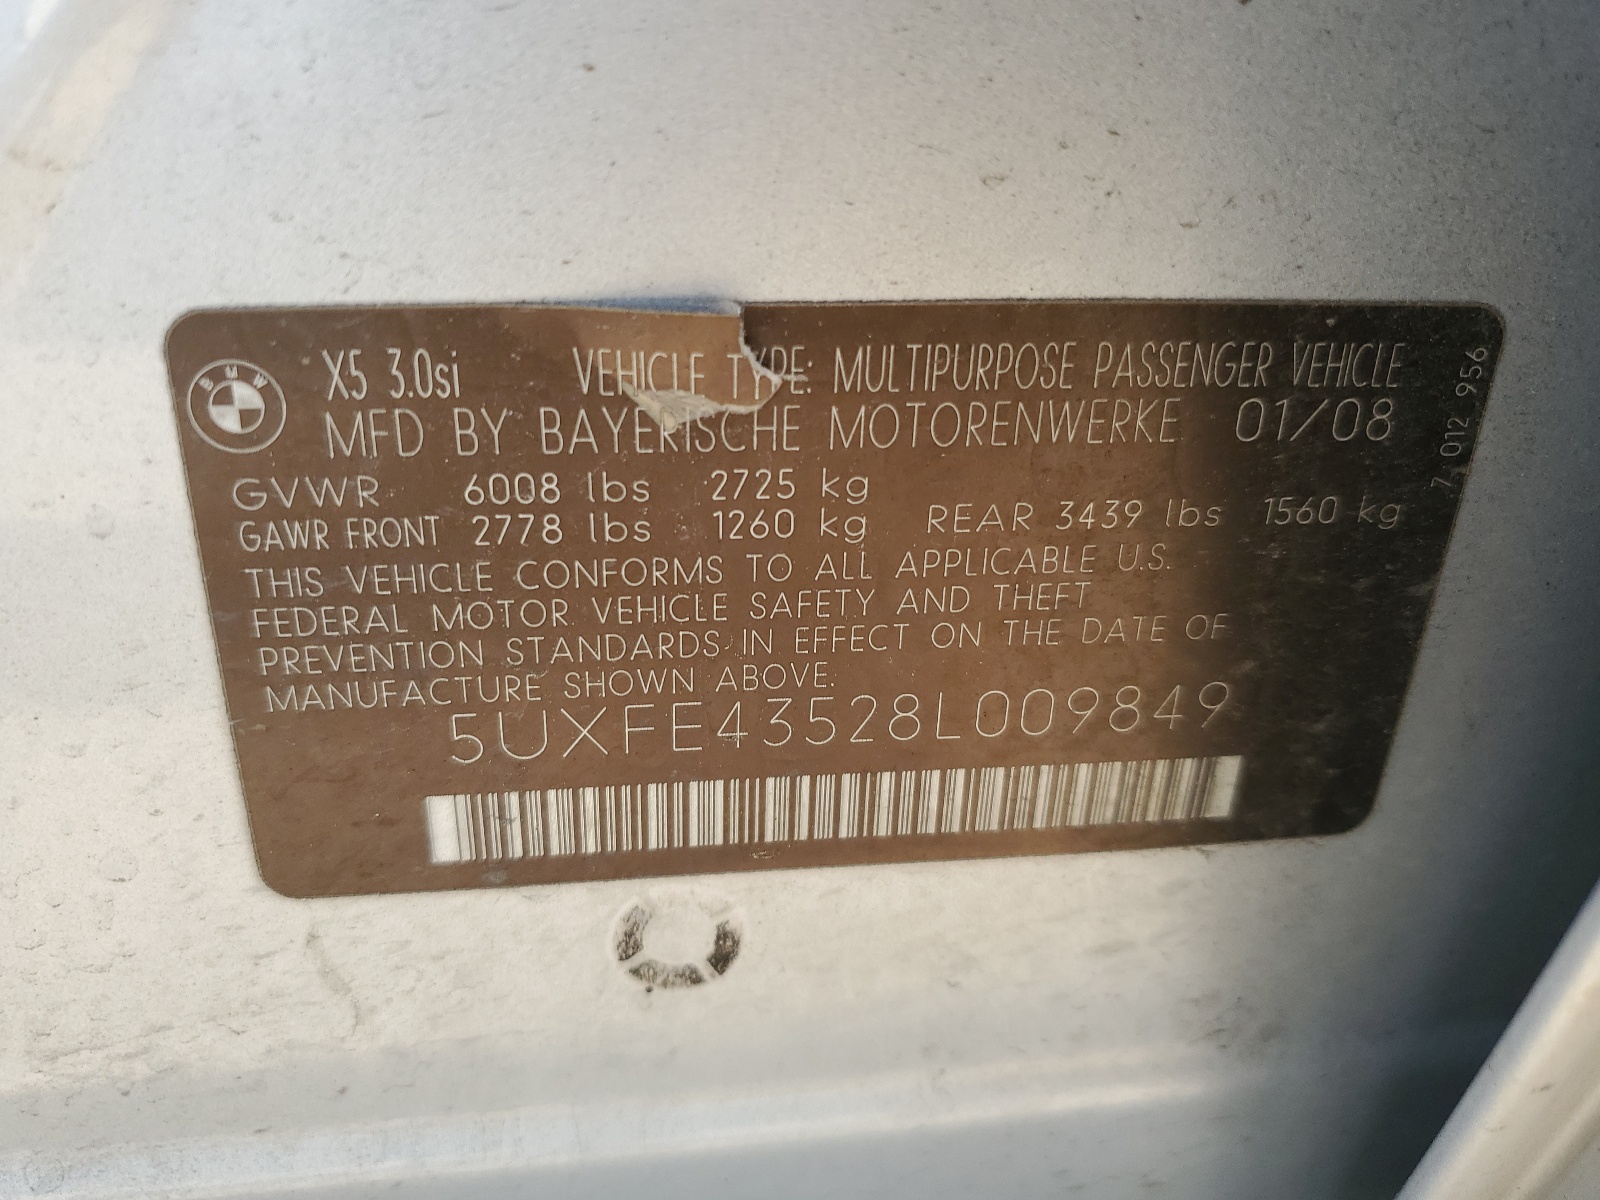 BMW
X5 3.0si VEHICLE TYPE: MULTIPURPOSE PASSENGER VEHICLE
MFD BY BAYERISCHE MOTORENWERKE 01/08
GVWR 6008 lbs 2725 kg
GAWR FRONT 2778 lbs 1260 kg REAR 3439 lbs 1560 kg
THIS VEHICLE CONFORMS TO ALL APPLICABLE U.S.
FEDERAL MOTOR VEHICLE SAFETY AND THEFT
PREVENTION STANDARDS IN EFFECT ON THE DATE OF
MANUFACTURE SHOWN ABOVE.
5UXFE43528L009849
7 012 956